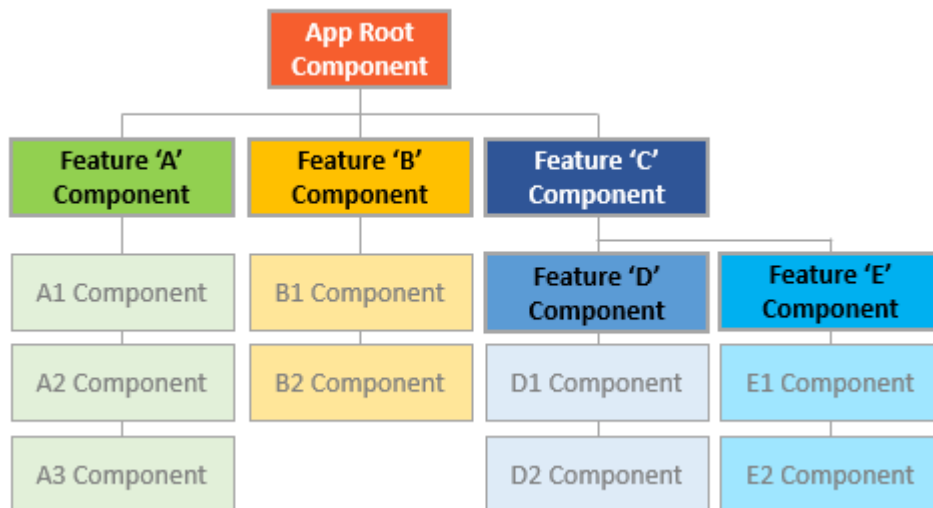 App Root
Component
Feature ‘A’
Component
Feature ‘B’
Component
Feature ‘C’
Component
A1 Component
B1 Component
Feature ‘D’
Component
Feature ‘E’
Component
A2 Component
B2 Component
D1 Component
E1 Component
A3 Component
D2 Component
E2 Component